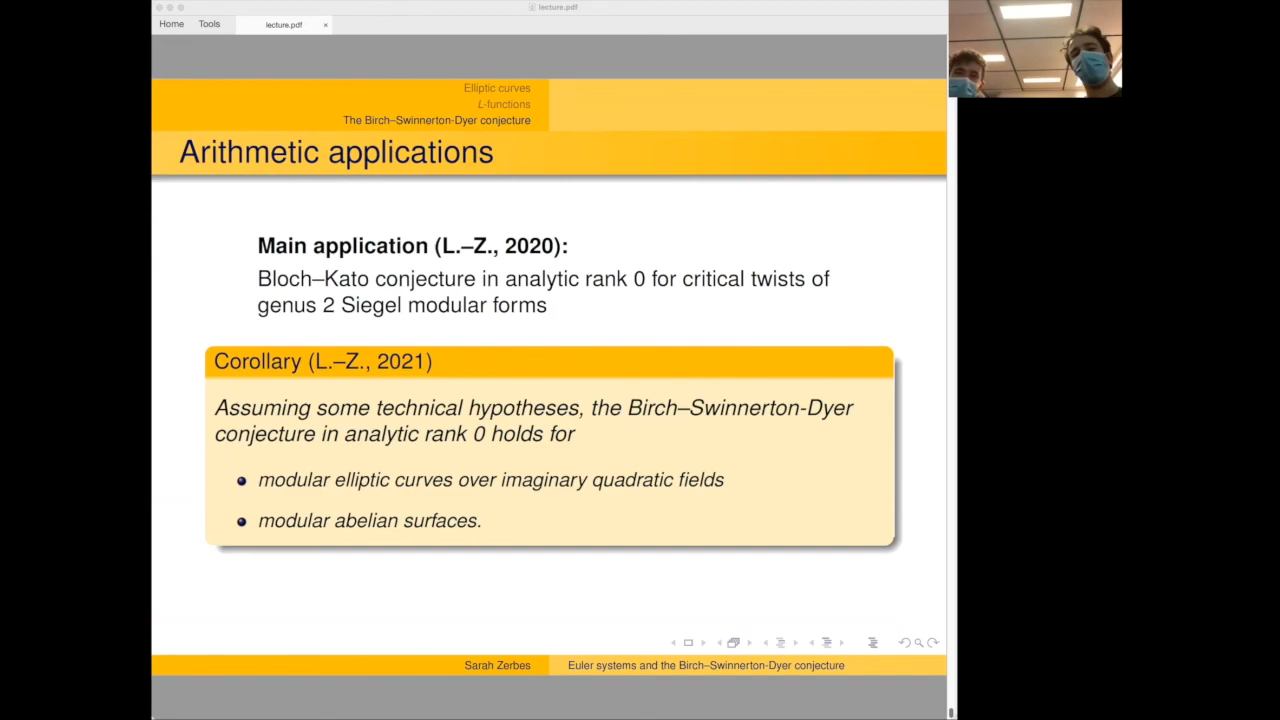 lecture.pdf
Home Tools lecture.pdf ×
Elliptic curves
L-functions
The Birch–Swinnerton-Dyer conjecture
Arithmetic applications
Main application (L.–Z., 2020):
Bloch–Kato conjecture in analytic rank 0 for critical twists of
genus 2 Siegel modular forms
Corollary (L.–Z., 2021)
Assuming some technical hypotheses, the Birch–Swinnerton-Dyer
conjecture in analytic rank 0 holds for
modular elliptic curves over imaginary quadratic fields
modular abelian surfaces.
Sarah Zerbes Euler systems and the Birch–Swinnerton-Dyer conjecture